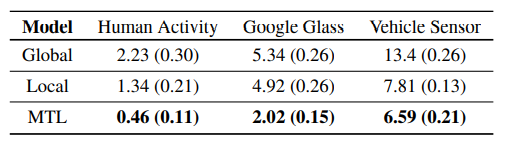 Model Human Activity Google Glass Vehicle Sensor
Global 2.23 (0.30) 5.34 (0.26) 13.4 (0.26)
Local 1.34 (0.21) 4.92 (0.26) 7.81 (0.13)
MTL 0.46 (0.11) 2.02 (0.15) 6.59 (0.21)